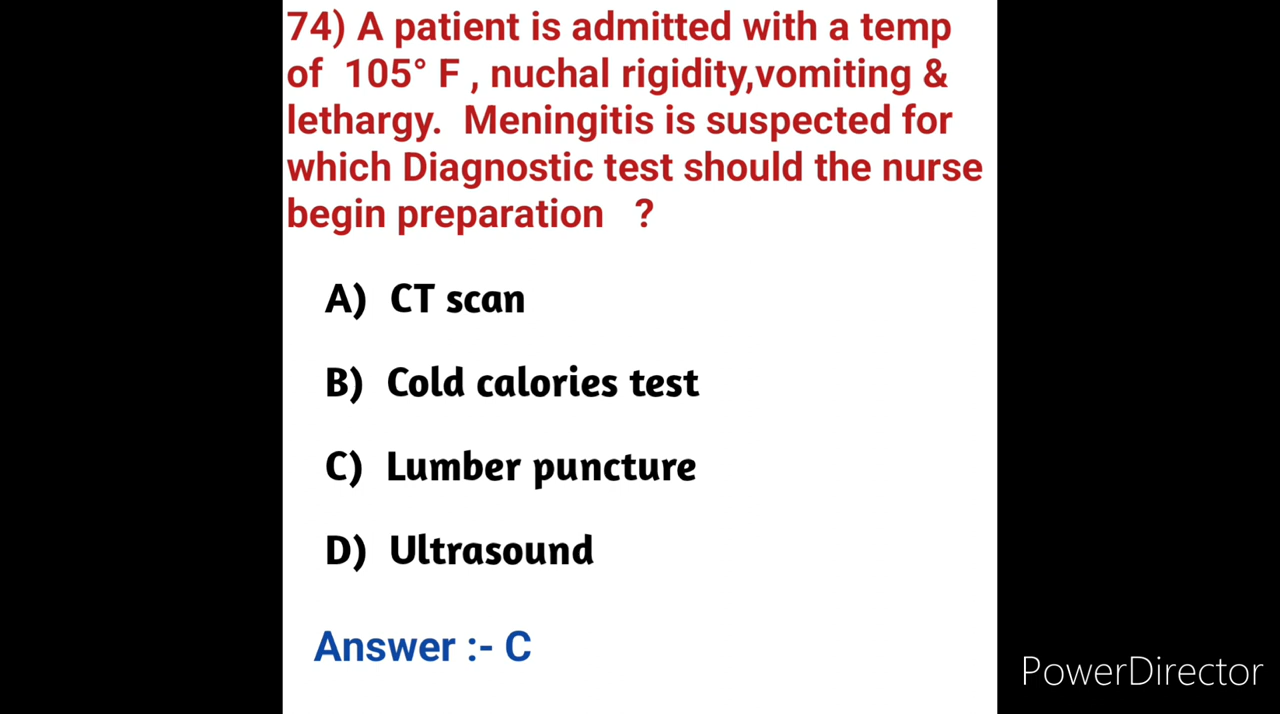 74) A patient is admitted with a temp
of 105° F , nuchal rigidity,vomiting &
lethargy. Meningitis is suspected for
which Diagnostic test should the nurse
begin preparation ?
A) CT scan
B) Cold calories test
C) Lumber puncture
D) Ultrasound
Answer :- C
PowerDirector